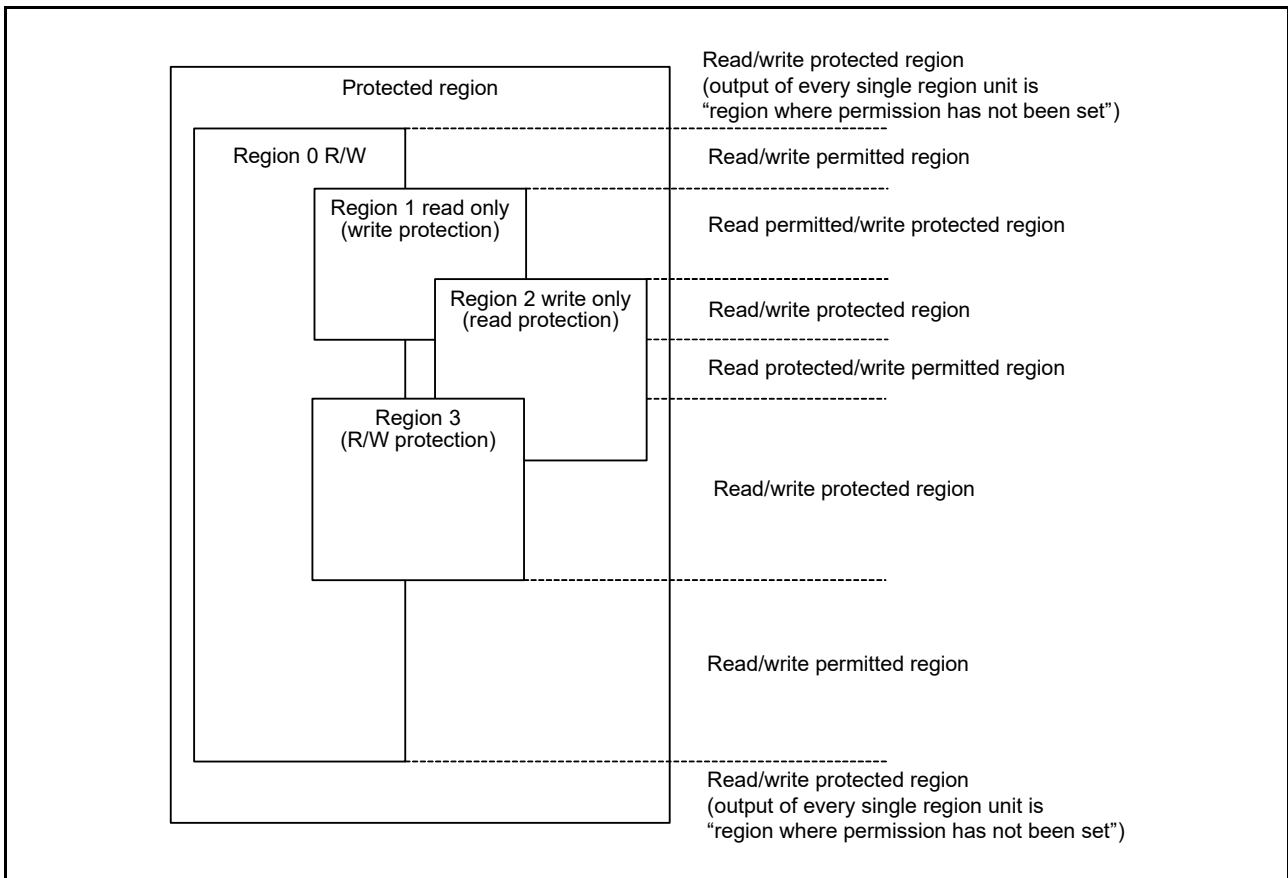 Protected region
Region 0 R/W
Region 1 read only
(write protection)
Region 2 write only
(read protection)
Region 3
(R/W protection)
Read/write protected region
(output of every single region unit is
“region where permission has not been set”)
Read/write permitted region
Read permitted/write protected region
Read/write protected region
Read protected/write permitted region
Read/write protected region
Read/write permitted region
Read/write protected region
(output of every single region unit is
“region where permission has not been set”)